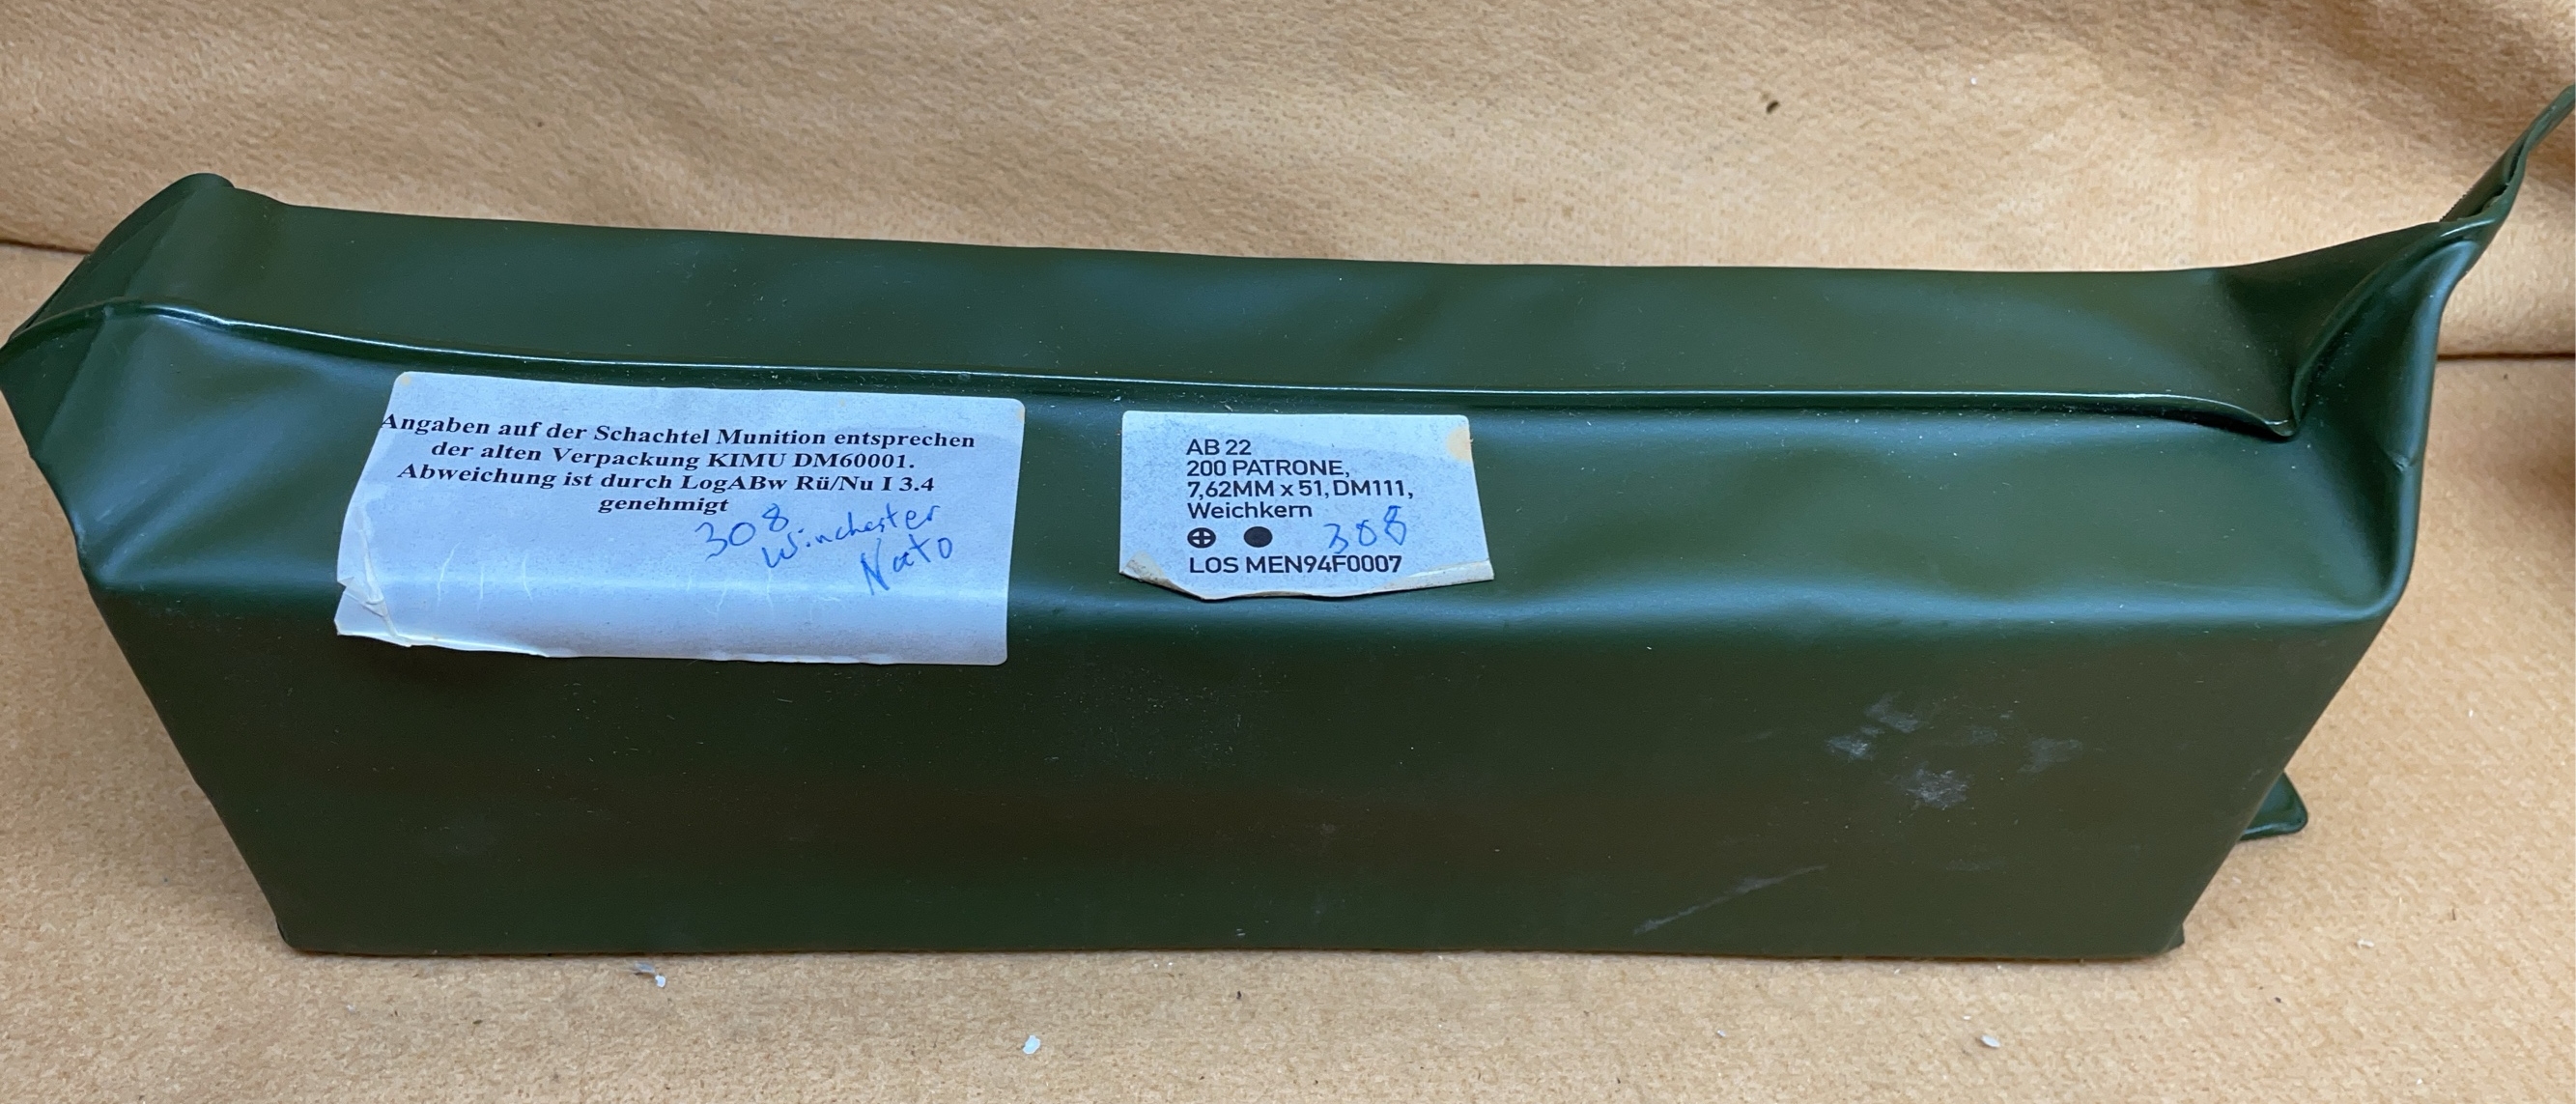 Angaben auf der Schachtel Munition entsprechen
der alten Verpackung KIMU DM60001.
Abweichung ist durch LogABw Rü/Nu I 3.4
genehmigt
308
Winchester
Nato
AB 22
200 PATRONE,
7,62MM x 51, DM111,
Weichkern
308
LOS MEN94F0007